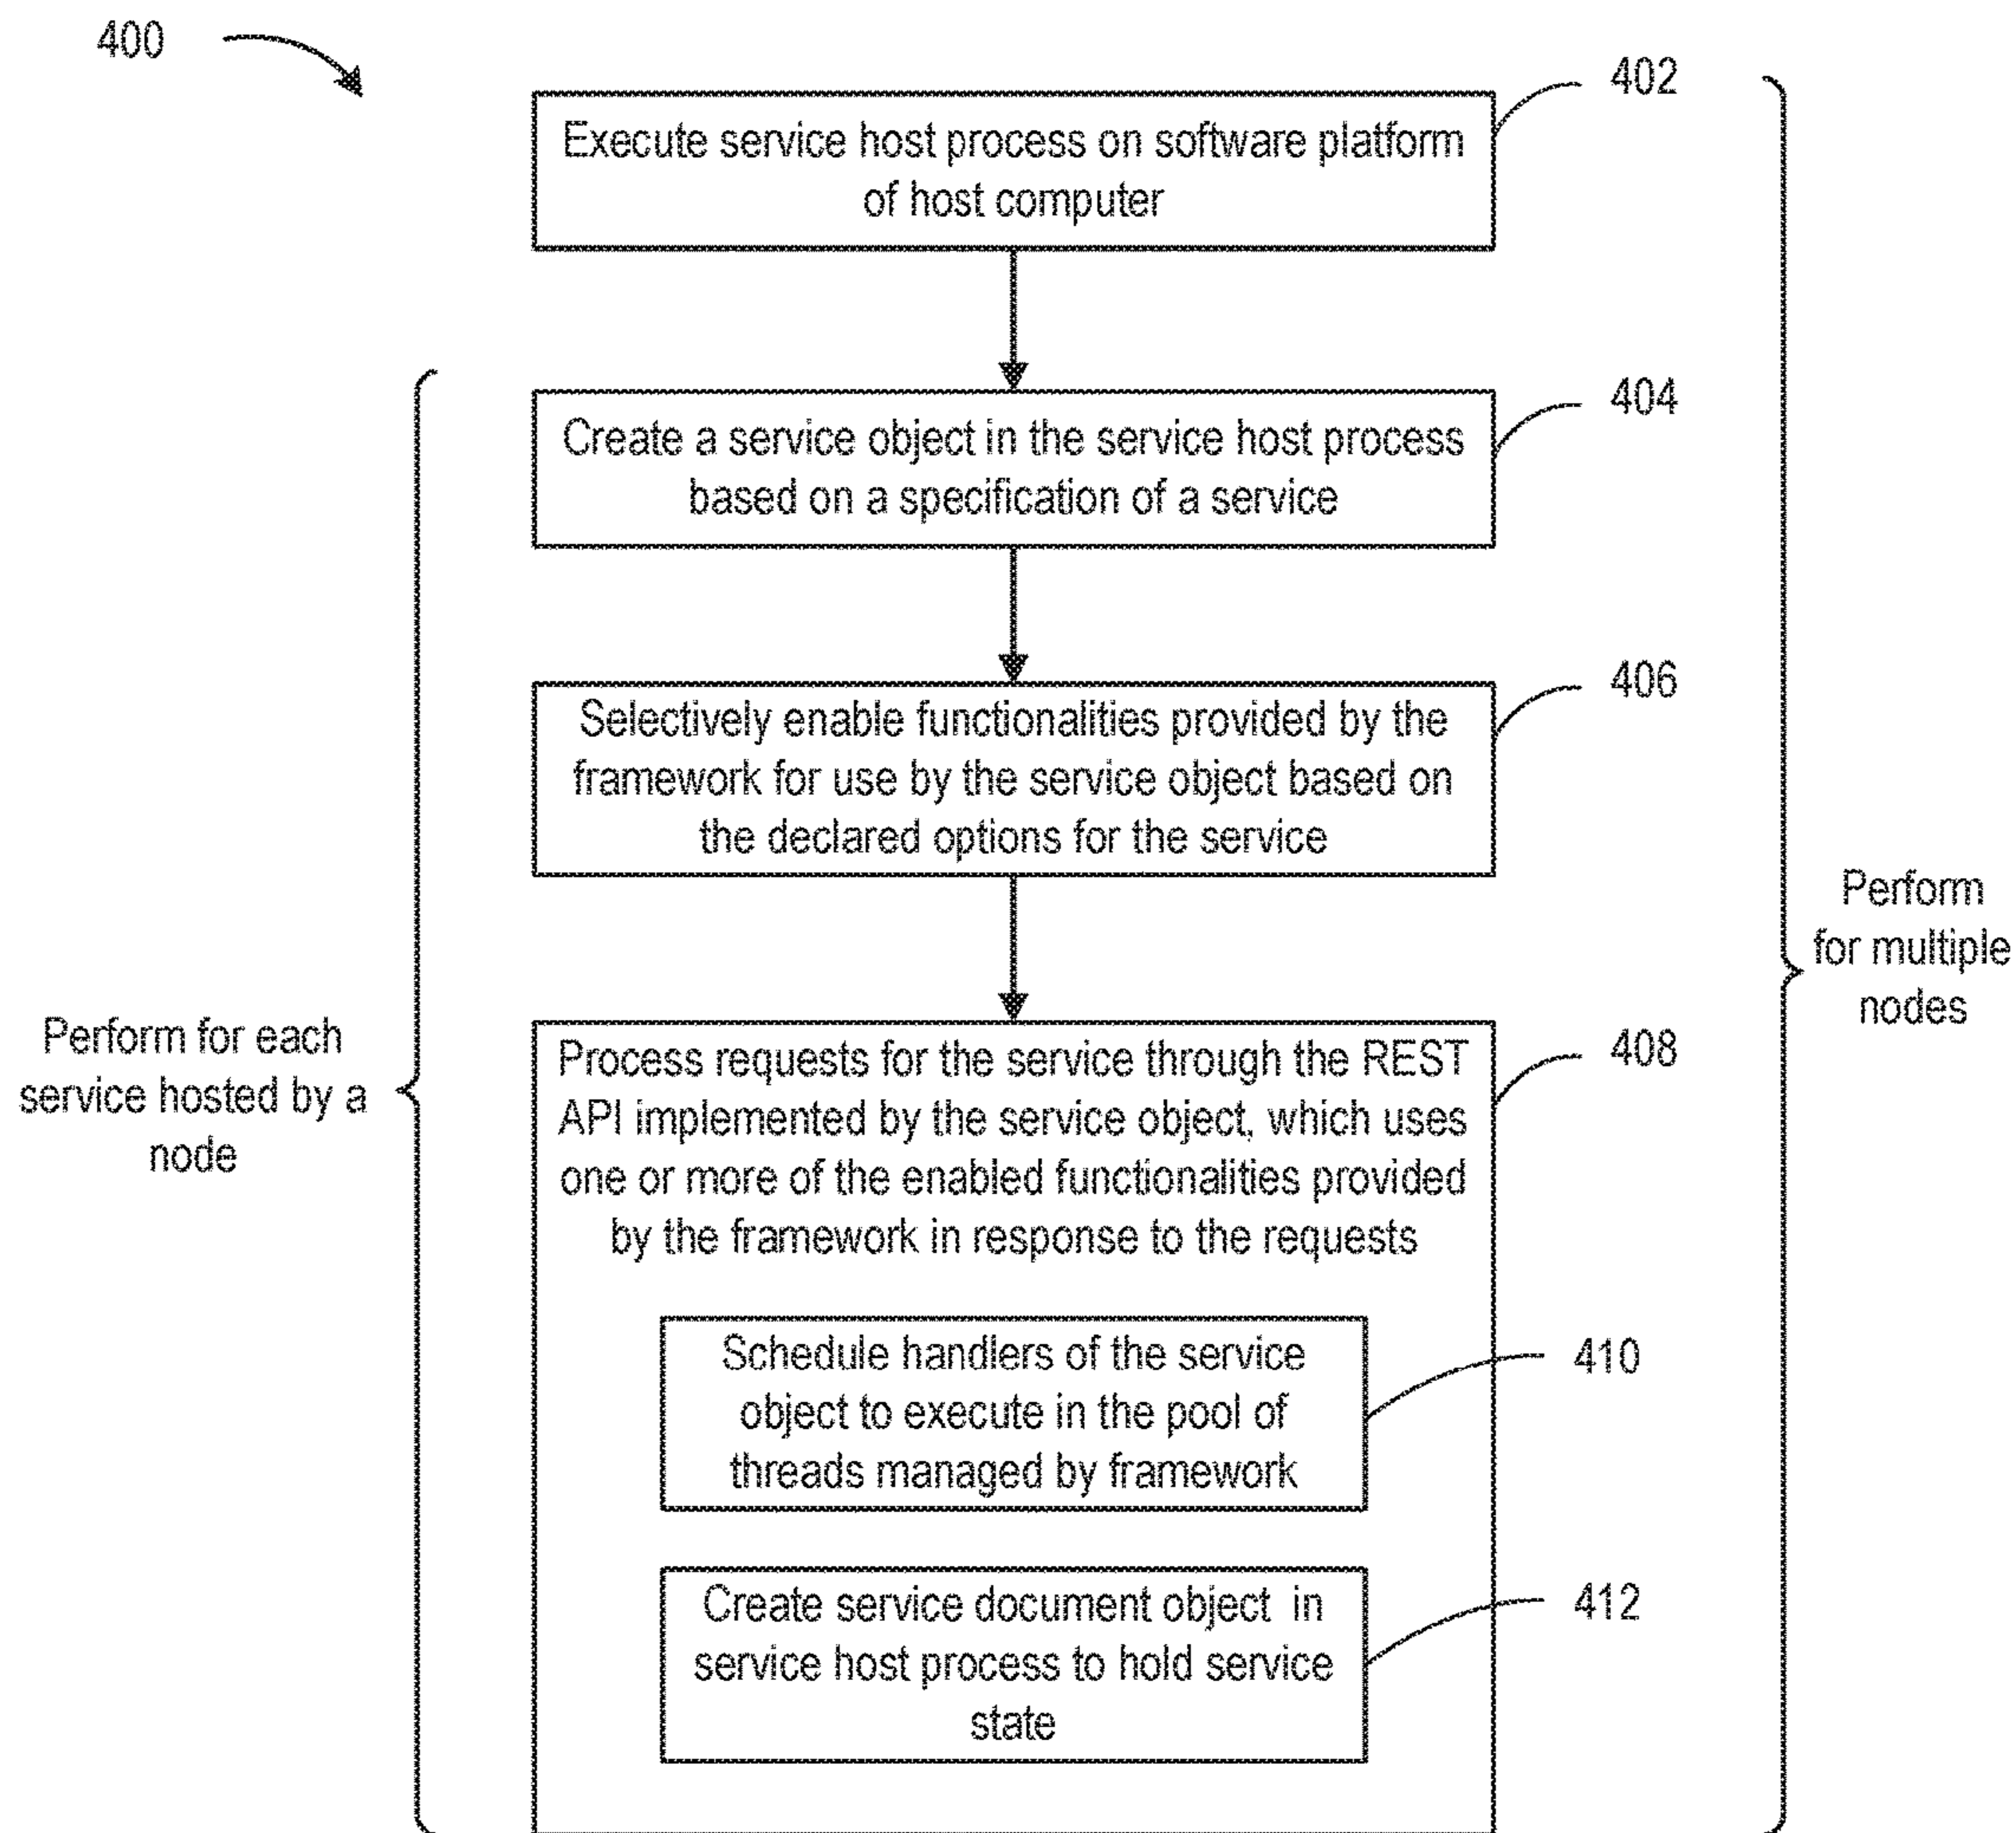 400
402
Execute service host process on software platform
of host computer
404
Create a service object in the service host process
based on a specification of a service
406
Selectively enable functionalities provided by the
framework for use by the service object based on
the declared options for the service
Perform
for multiple
nodes
Perform for each
service hosted by a
node
408
Process requests for the service through the REST
API implemented by the service object, which uses
one or more of the enabled functionalities provided
by the framework in response to the requests
410
Schedule handlers of the service
object to execute in the pool of
threads managed by framework
412
Create service document object in
service host process to hold service
state